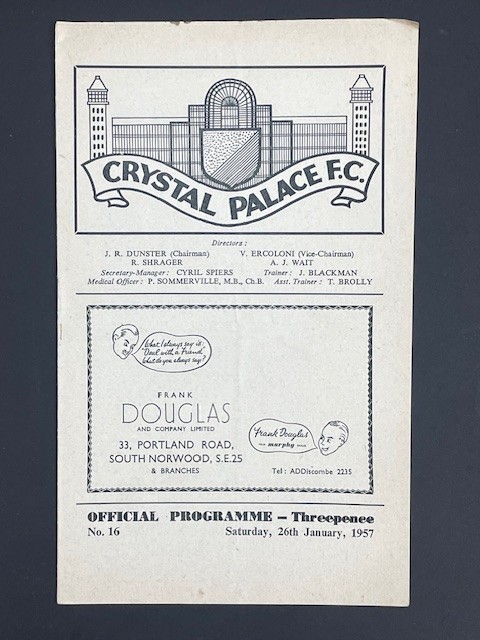 CRYSTAL PALACE F.C.
Directors :
J. R. DUNSTER (Chairman) V. ERCOLONI (Vice-Chairman)
R. SHRAGER A. J. WAIT
Secretary-Manager : CYRIL SPIERS Trainer : J. BLACKMAN
Medical Officer : P. SOMMERVILLE, M.B., Ch.B. Asst. Trainer : T. BROLLY
What I always say is :
"Deal with a Friend"
What do you always say?
FRANK
DOUGLAS
AND COMPANY LIMITED
33, PORTLAND ROAD,
SOUTH NORWOOD, S.E.25
& BRANCHES
Frank Douglas
— murphy —
Tel : ADDiscombe 2235
OFFICIAL PROGRAMME — Threepence
No. 16 Saturday, 26th January, 1957